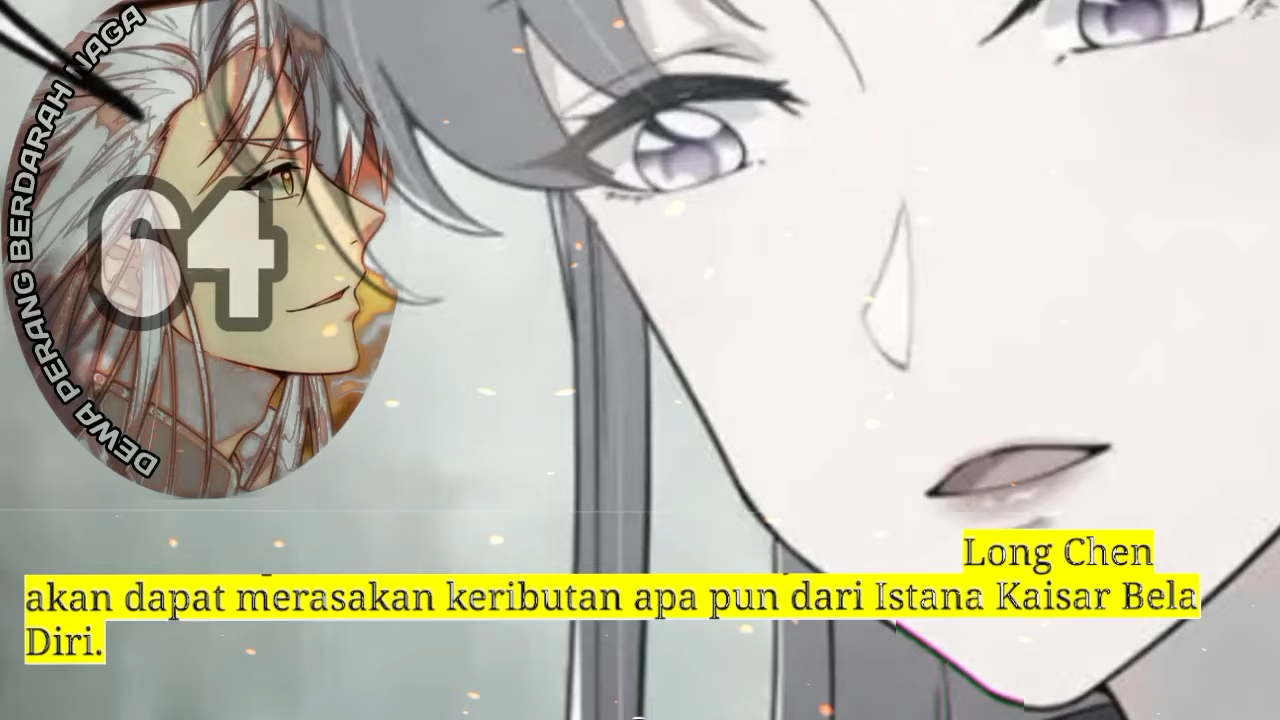 DEWA PERANG BERDARAH NAGA
64
Long Chen
akan dapat merasakan keributan apa pun dari Istana Kaisar Bela
Diri.